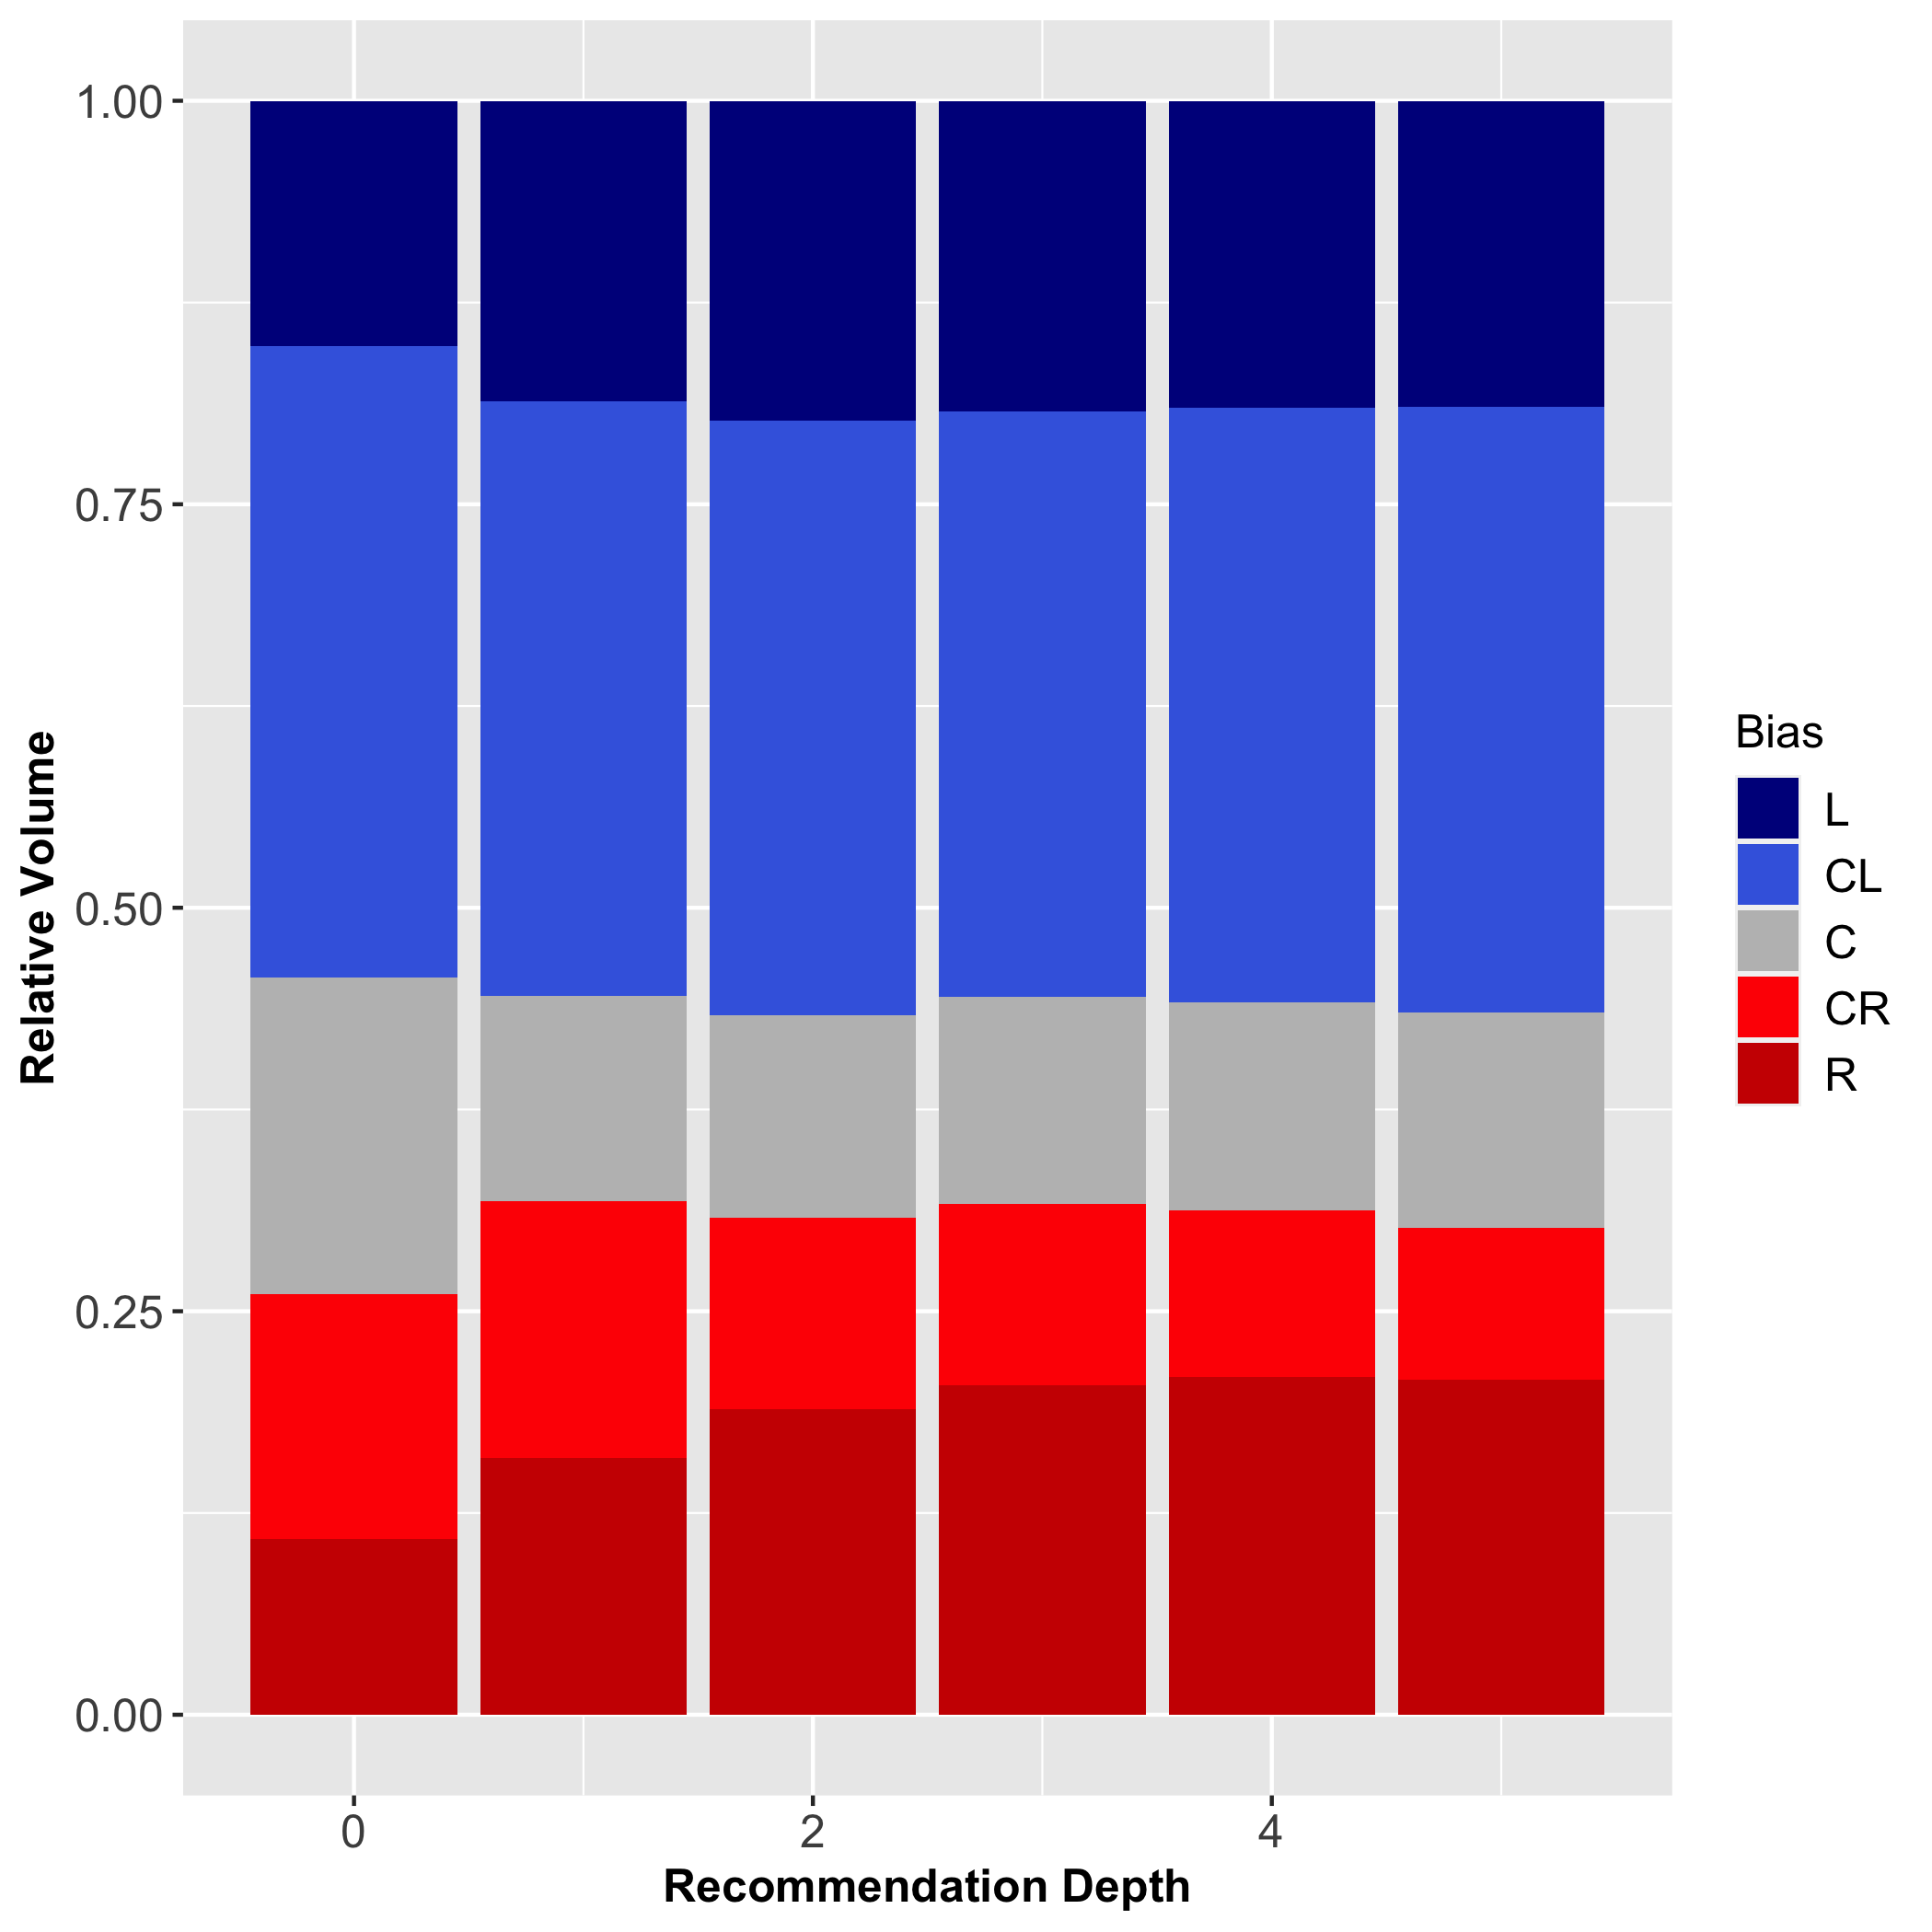 1.00
0.75
0.50
0.25
0.00
Relative Volume
0
2
4
Recommendation Depth
Bias
L
CL
C
CR
R